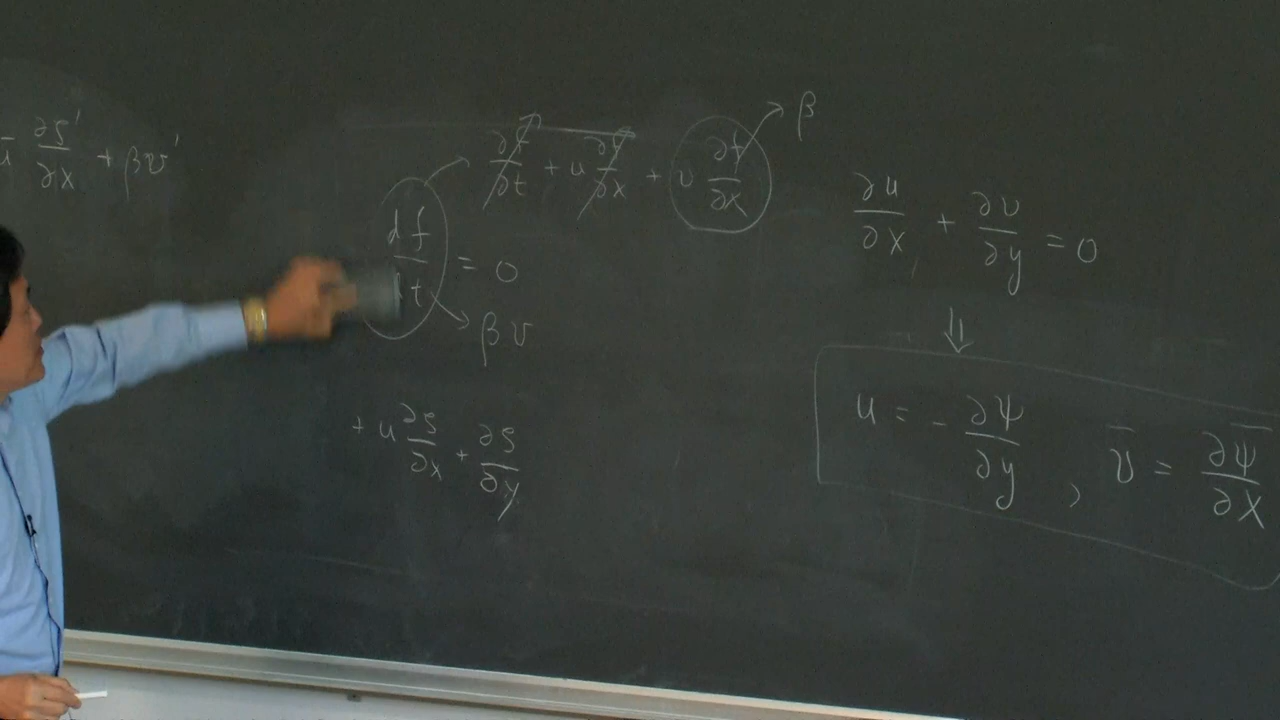 ū ∂ζ'/∂x + βv'
∂f/∂t + u ∂f/∂x + v ∂f/∂x → β
df/dt = 0
βv
+ u ∂ζ/∂x + ∂ζ/∂y
∂u/∂x + ∂v/∂y = 0
⇓
u = - ∂ψ/∂y , v̄ = ∂ψ̄/∂x